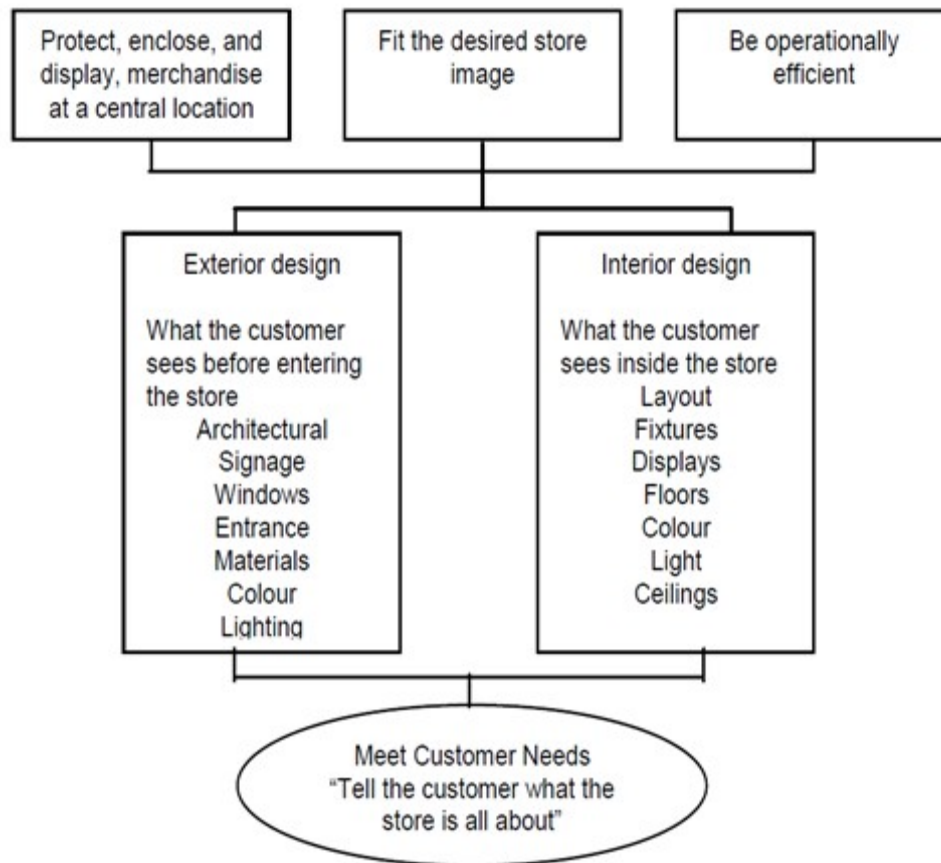 Protect, enclose, and
display, merchandise
at a central location
Fit the desired store
image
Be operationally
efficient
Exterior design
What the customer
sees before entering
the store
Architectural
Signage
Windows
Entrance
Materials
Colour
Lighting
Interior design
What the customer
sees inside the store
Layout
Fixtures
Displays
Floors
Colour
Light
Ceilings
Meet Customer Needs
“Tell the customer what the
store is all about”